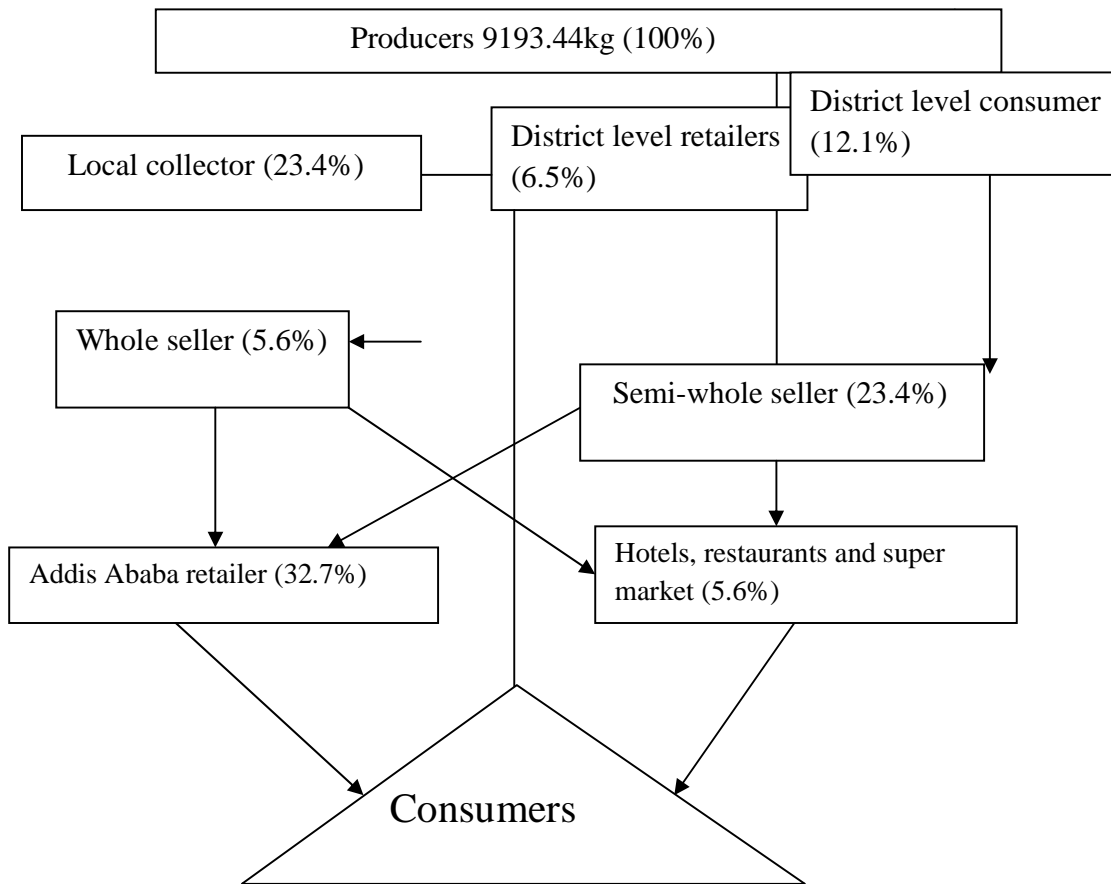 Producers 9193.44kg (100%)
District level consumer
(12.1%)
District level retailers
(6.5%)
Local collector (23.4%)
Whole seller (5.6%)
Semi-whole seller (23.4%)
Addis Ababa retailer (32.7%)
Hotels, restaurants and super
market (5.6%)
Consumers